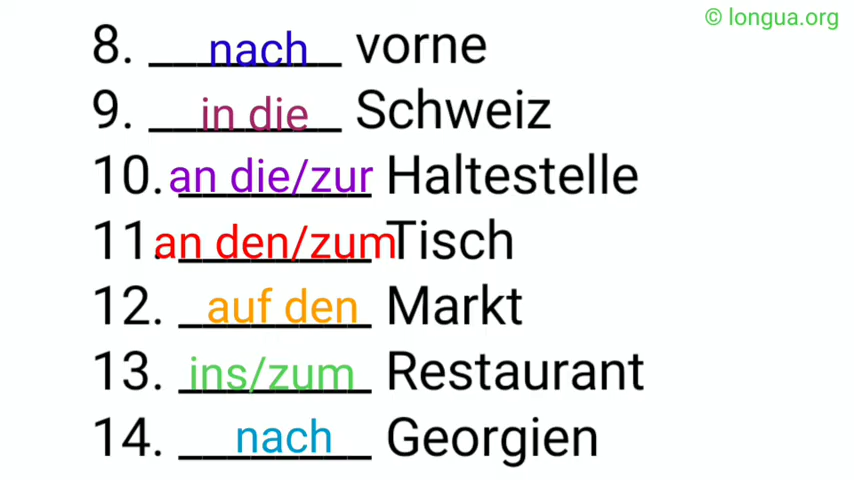 © longua.org
8. nach vorne
9. in die Schweiz
10. an die/zur Haltestelle
11. an den/zum Tisch
12. auf den Markt
13. ins/zum Restaurant
14. nach Georgien